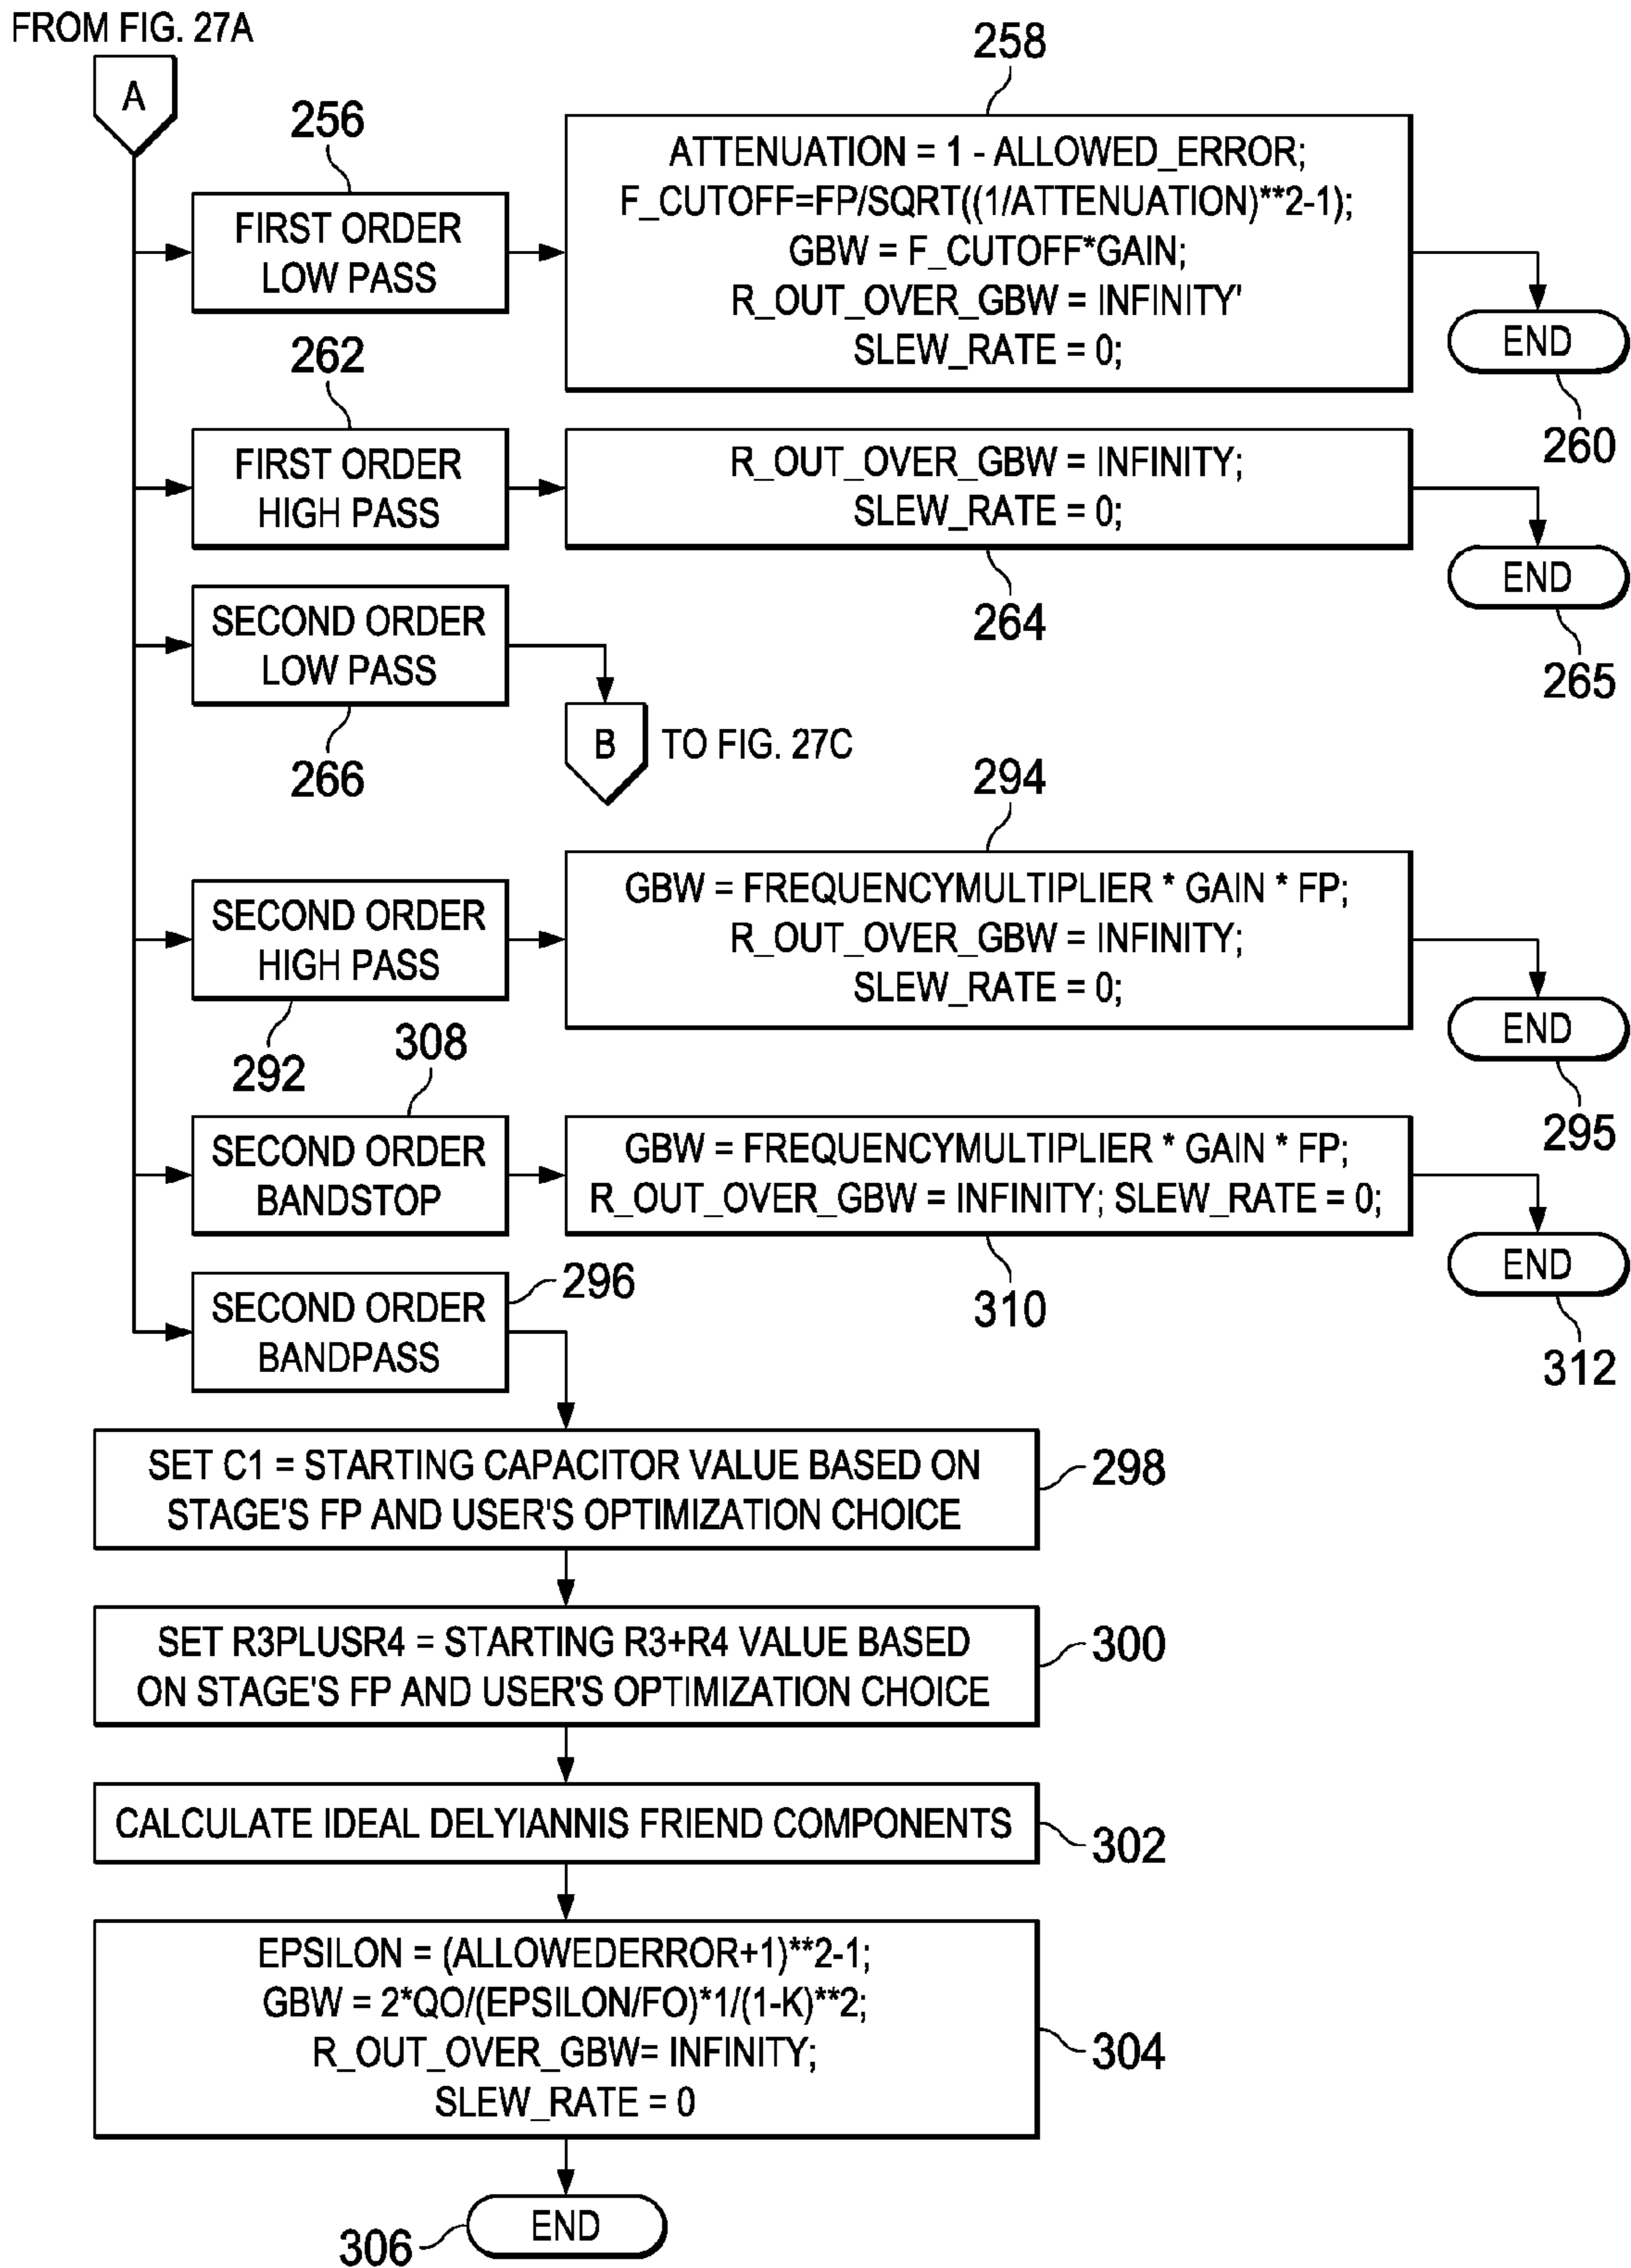 FROM FIG. 27A
A
256
FIRST ORDER
LOW PASS
258
ATTENUATION = 1 - ALLOWED_ERROR;
F_CUTOFF=FP/SQRT((1/ATTENUATION)**2-1);
GBW = F_CUTOFF*GAIN;
R_OUT_OVER_GBW = INFINITY'
SLEW_RATE = 0;
END
260
262
FIRST ORDER
HIGH PASS
R_OUT_OVER_GBW = INFINITY;
SLEW_RATE = 0;
264
END
265
SECOND ORDER
LOW PASS
266
B
TO FIG. 27C
SECOND ORDER
HIGH PASS
292
294
GBW = FREQUENCYMULTIPLIER * GAIN * FP;
R_OUT_OVER_GBW = INFINITY;
SLEW_RATE = 0;
END
295
308
SECOND ORDER
BANDSTOP
GBW = FREQUENCYMULTIPLIER * GAIN * FP;
R_OUT_OVER_GBW = INFINITY; SLEW_RATE = 0;
310
END
312
SECOND ORDER
BANDPASS
296
SET C1 = STARTING CAPACITOR VALUE BASED ON
STAGE'S FP AND USER'S OPTIMIZATION CHOICE
298
SET R3PLUSR4 = STARTING R3+R4 VALUE BASED
ON STAGE'S FP AND USER'S OPTIMIZATION CHOICE
300
CALCULATE IDEAL DELYIANNIS FRIEND COMPONENTS
302
EPSILON = (ALLOWEDERROR+1)**2-1;
GBW = 2*QO/(EPSILON/FO)*1/(1-K)**2;
R_OUT_OVER_GBW= INFINITY;
SLEW_RATE = 0
304
END
306